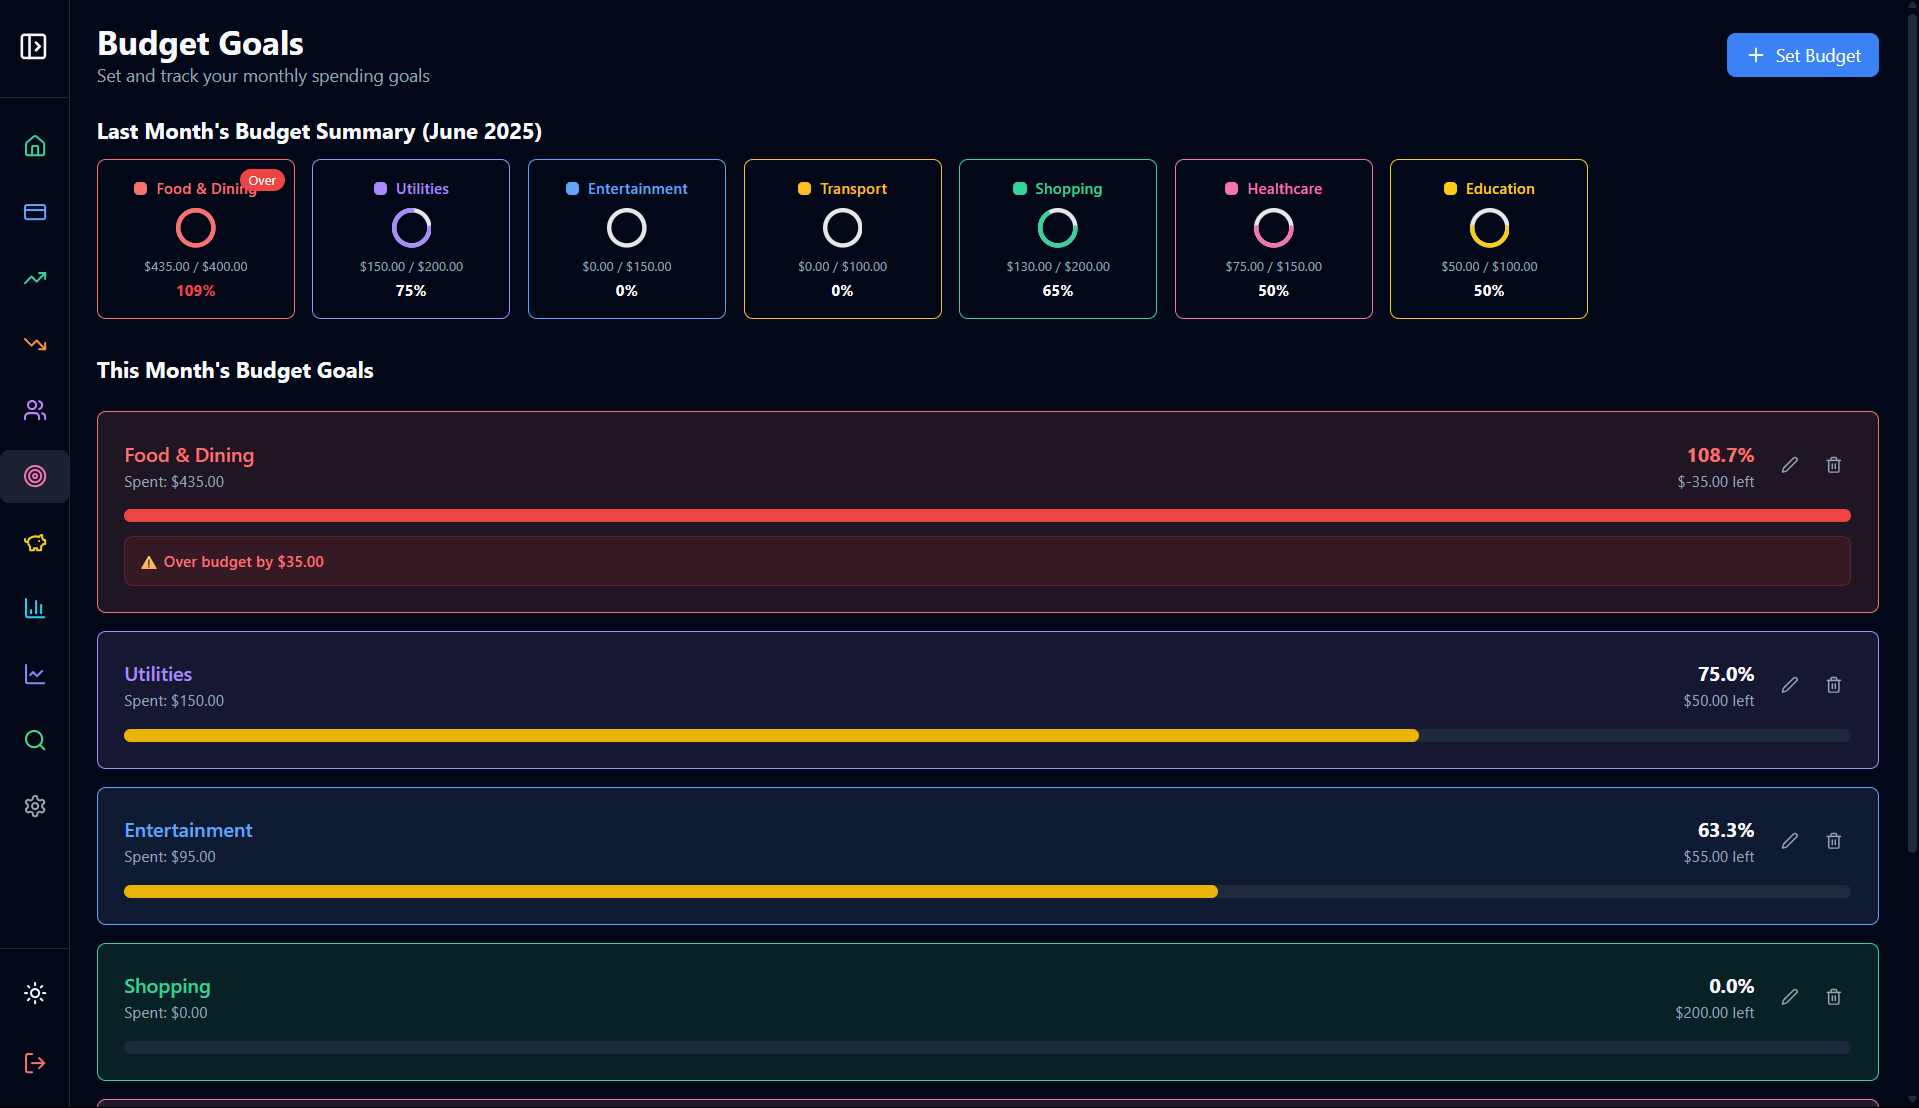 Budget Goals
Set and track your monthly spending goals
Set Budget
Last Month's Budget Summary (June 2025)
Food & Dining
Over
$435.00 / $400.00
109%
Utilities
$150.00 / $200.00
75%
Entertainment
$0.00 / $150.00
0%
Transport
$0.00 / $100.00
0%
Shopping
$130.00 / $200.00
65%
Healthcare
$75.00 / $150.00
50%
Education
$50.00 / $100.00
50%
This Month's Budget Goals
Food & Dining
Spent: $435.00
108.7%
$-35.00 left
Over budget by $35.00
Utilities
Spent: $150.00
75.0%
$50.00 left
Entertainment
Spent: $95.00
63.3%
$55.00 left
Shopping
Spent: $0.00
0.0%
$200.00 left